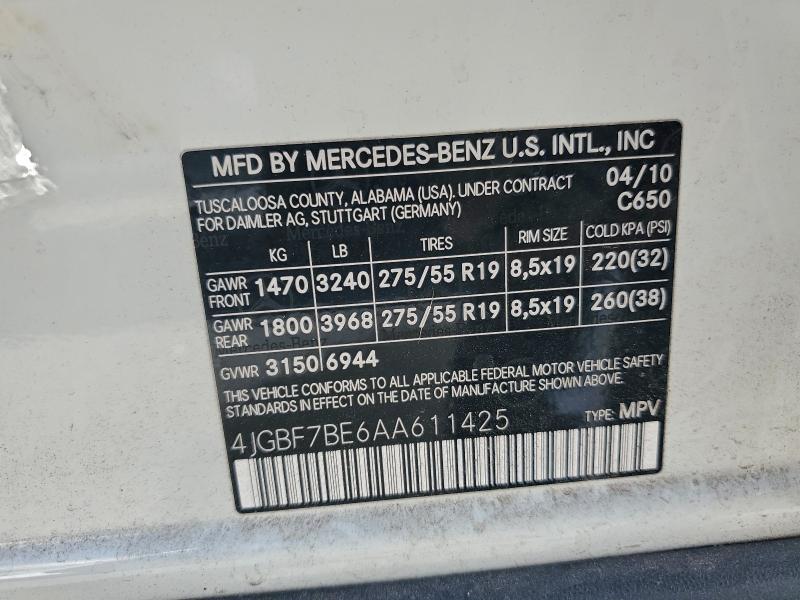 MFD BY MERCEDES-BENZ U.S. INTL., INC
TUSCALOOSA COUNTY, ALABAMA (USA). UNDER CONTRACT 04/10
FOR DAIMLER AG, STUTTGART (GERMANY) C650
KG LB TIRES RIM SIZE COLD KPA (PSI)
GAWR FRONT 1470 3240 275/55 R19 8,5x19 220(32)
GAWR REAR 1800 3968 275/55 R19 8,5x19 260(38)
GVWR 3150 6944
THIS VEHICLE CONFORMS TO ALL APPLICABLE FEDERAL MOTOR VEHICLE SAFETY
STANDARDS IN EFFECT ON THE DATE OF MANUFACTURE SHOWN ABOVE.
4JGBF7BE6AA611425 TYPE: MPV